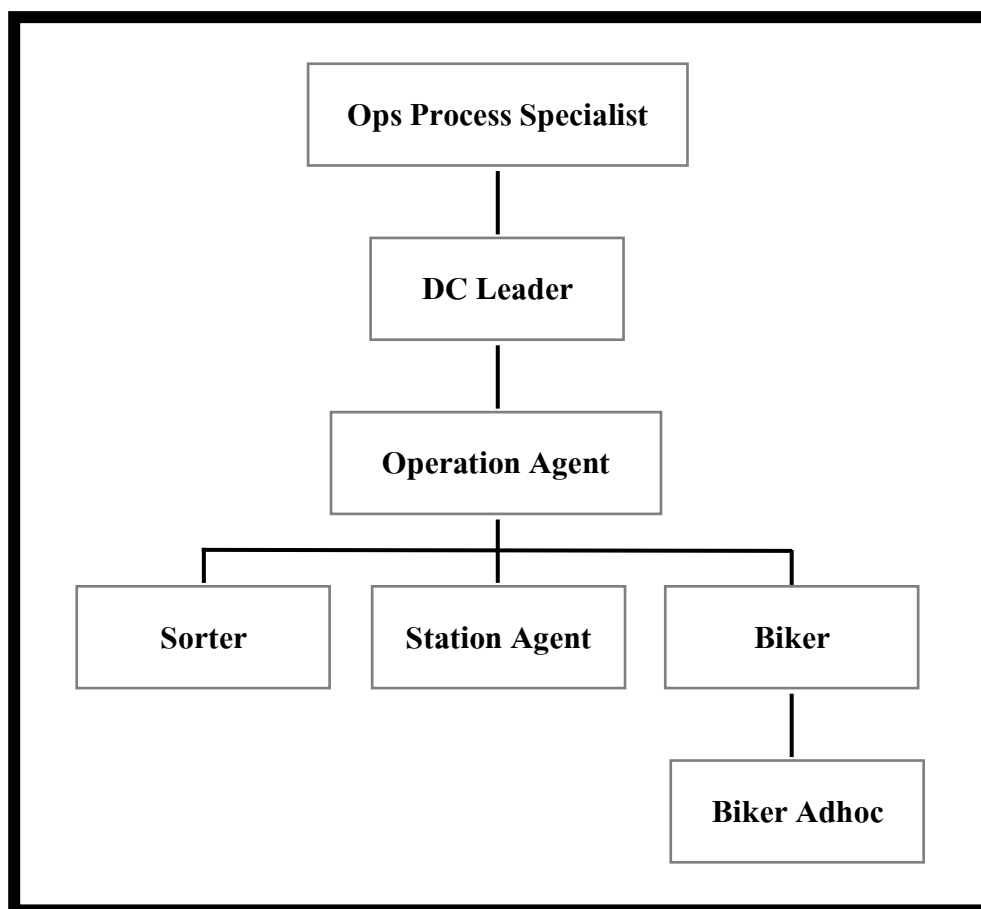 Ops Process Specialist
DC Leader
Operation Agent
Sorter
Station Agent
Biker
Biker Adhoc